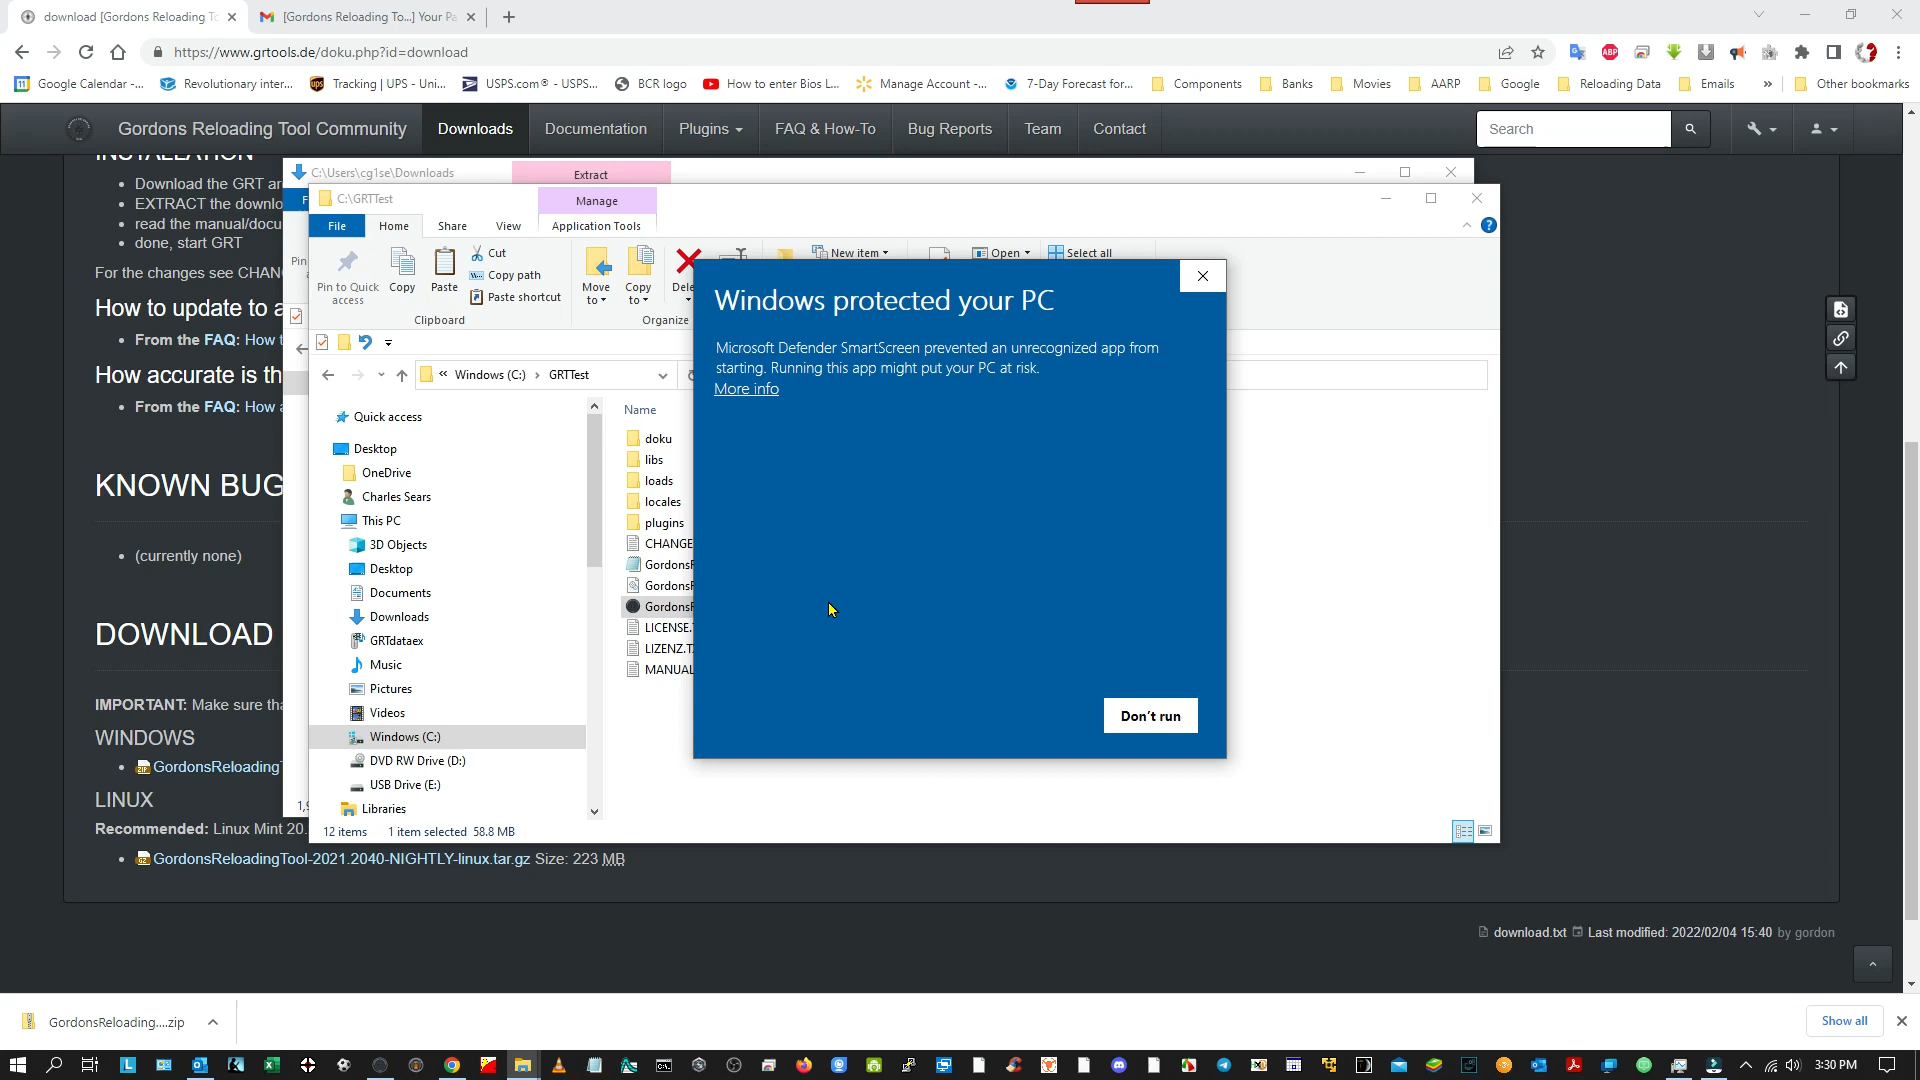 download [Gordons Reloading To
[Gordons Reloading To...] Your Pa
https://www.grtools.de/doku.php?id=download
Google Calendar -...
Revolutionary inter...
Tracking | UPS - Uni...
USPS.com® - USPS...
BCR logo
How to enter Bios L...
Manage Account -...
7-Day Forecast for...
Components
Banks
Movies
AARP
Google
Reloading Data
Emails
»
Other bookmarks
Gordons Reloading Tool Community
Downloads
Documentation
Plugins
FAQ & How-To
Bug Reports
Team
Contact
Search
INSTALLATION
Download the GRT ar
EXTRACT the downlo
read the manual/docu
done, start GRT
For the changes see CHAN
How to update to a
From the FAQ: How t
How accurate is th
From the FAQ: How a
KNOWN BUG
(currently none)
DOWNLOAD
IMPORTANT: Make sure tha
WINDOWS
GordonsReloadingT
LINUX
Recommended: Linux Mint 20.
GordonsReloadingTool-2021.2040-NIGHTLY-linux.tar.gz Size: 223 MB
download.txt Last modified: 2022/02/04 15:40 by gordon
C:\Users\cg1se\Downloads
Extract
C:\GRTTest
Manage
File
Home
Share
View
Application Tools
Pin to Quick access
Copy
Paste
Cut
Copy path
Paste shortcut
Clipboard
Move to
Copy to
Dele
Organize
New item
Open
Select all
« Windows (C:) › GRTTest
Quick access
Desktop
OneDrive
Charles Sears
This PC
3D Objects
Desktop
Documents
Downloads
GRTdataex
Music
Pictures
Videos
Windows (C:)
DVD RW Drive (D:)
USB Drive (E:)
Libraries
Name
doku
libs
loads
locales
plugins
CHANGE
GordonsR
GordonsR
GordonsR
LICENSE.T
LIZENZ.TX
MANUAL
12 items
1 item selected 58.8 MB
Windows protected your PC
Microsoft Defender SmartScreen prevented an unrecognized app from
starting. Running this app might put your PC at risk.
More info
Don't run
GordonsReloading....zip
Show all
3:30 PM